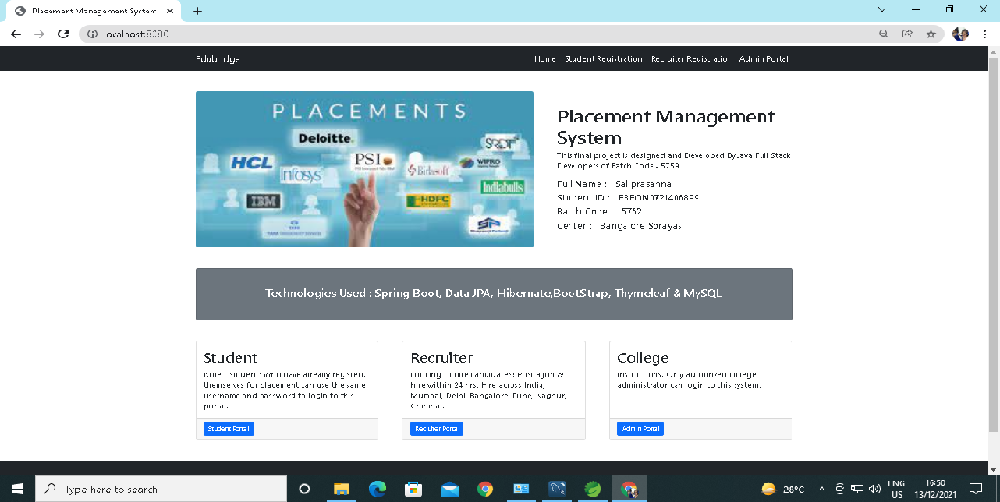 Placement Management System
localhost:8080
Edubridge
Home Student Registration Recruiter Registration Admin Portal
PLACEMENTS
Deloitte.
SRDT
HCL
Infosys
PSI
Birlasoft
WIPRO
Indiabulls
IBM
HDFC
Placement Management
System
This final project is designed and Developed By Java Full Stack
Developers of Batch Code - 5759
Full Name : Sai prasanna
Student ID : EBEON0721406899
Batch Code : 5762
Center : Bangalore Sprayas
Technologies Used : Spring Boot, Data JPA, Hibernate,BootStrap, Thymeleaf & MySQL
Student
Note : Students who have already registerd
themselves for placement can use the same
username and password to login to this
portal.
Student Portal
Recruiter
Looking to hire candidates? Post a job &
hire within 24 hrs. Hire across India,
Mumbai, Delhi, Bangalore, Pune, Nagpur,
Chennai.
Recruiter Portal
College
Instructions. Only authorized college
administrator can login to this system.
Admin Portal
Type here to search
28°C
ENG
US
16:50
13/12/2021